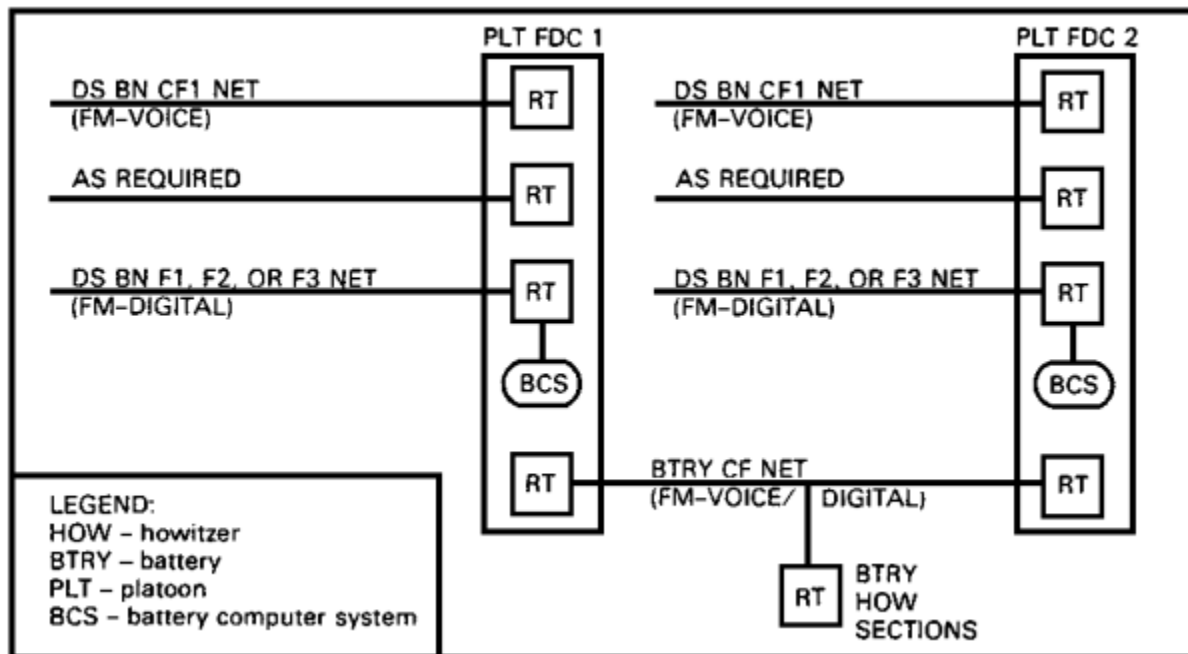 PLT FDC 1
DS BN CF1 NET
(FM-VOICE)
RT
AS REQUIRED
RT
DS BN F1, F2, OR F3 NET
(FM-DIGITAL)
RT
BCS
RT
PLT FDC 2
DS BN CF1 NET
(FM-VOICE)
RT
AS REQUIRED
RT
DS BN F1, F2, OR F3 NET
(FM-DIGITAL)
RT
BCS
RT
BTRY CF NET
(FM-VOICE/ DIGITAL)
RT
BTRY
HOW
SECTIONS
LEGEND:
HOW – howitzer
BTRY – battery
PLT – platoon
BCS – battery computer system